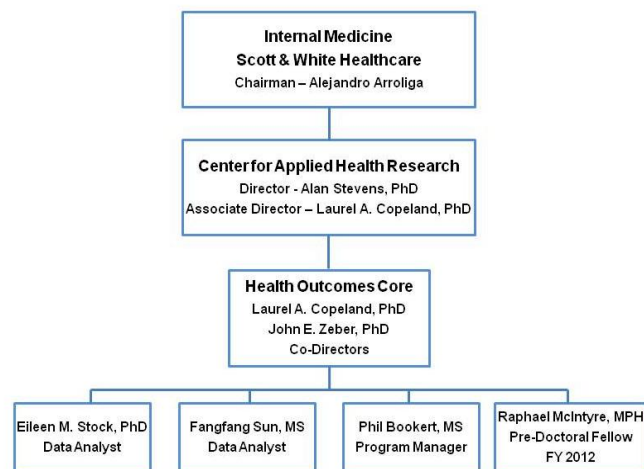 Internal Medicine
Scott & White Healthcare
Chairman – Alejandro Arroliga
Center for Applied Health Research
Director - Alan Stevens, PhD
Associate Director – Laurel A. Copeland, PhD
Health Outcomes Core
Laurel A. Copeland, PhD
John E. Zeber, PhD
Co-Directors
Eileen M. Stock, PhD
Data Analyst
Fangfang Sun, MS
Data Analyst
Phil Bookert, MS
Program Manager
Raphael McIntyre, MPH
Pre-Doctoral Fellow
FY 2012